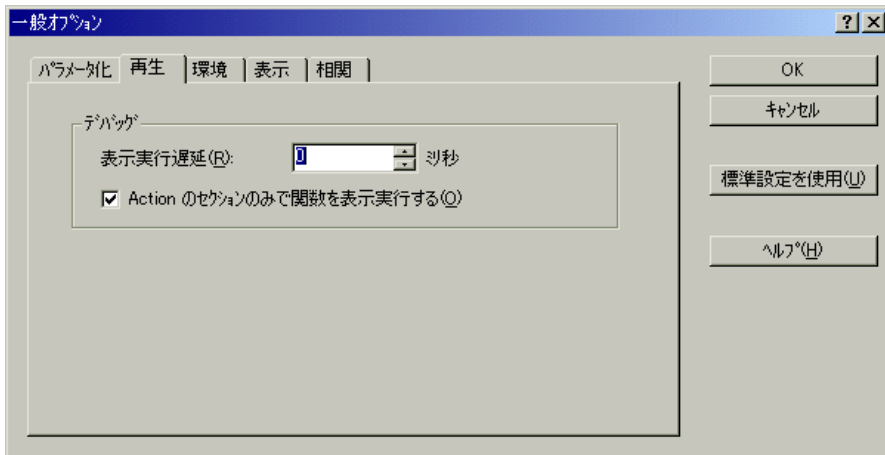 一般ｵﾌﾟｼｮﾝ
ﾊﾟﾗﾒｰﾀ化 再生 環境 表示 相関
ﾃﾞﾊﾞｯｸﾞ
表示実行遅延(R): 0 ﾐﾘ秒
Action のｾｸｼｮﾝのみで関数を表示実行する(O)
OK
ｷｬﾝｾﾙ
標準設定を使用(U)
ﾍﾙﾌﾟ(H)